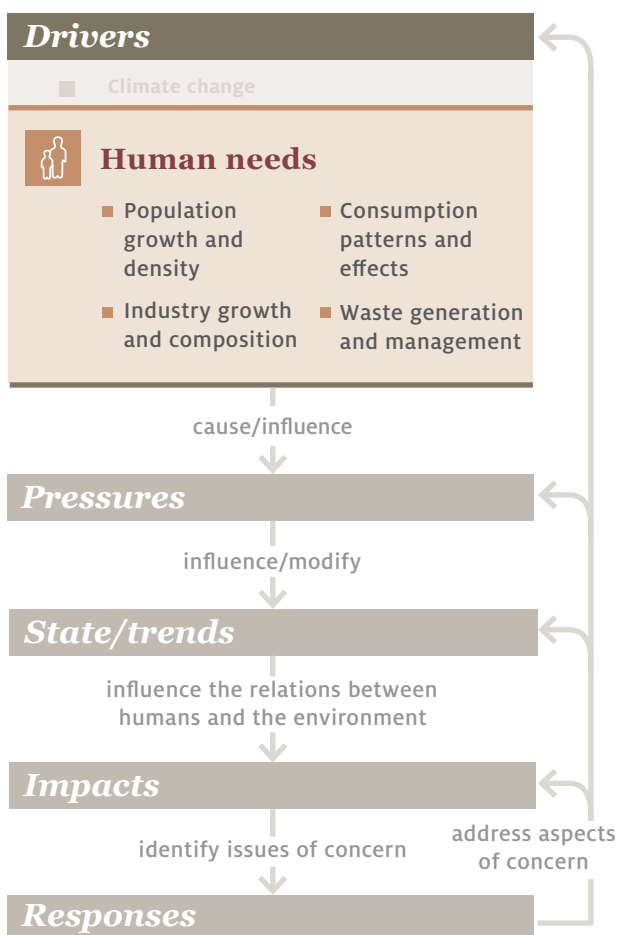 Drivers
Climate change
Human needs
Population
growth and
density
Industry growth
and composition
Consumption
patterns and
effects
Waste generation
and management
cause/influence
Pressures
influence/modify
State/trends
influence the relations between
humans and the environment
Impacts
identify issues of concern
address aspects
of concern
Responses